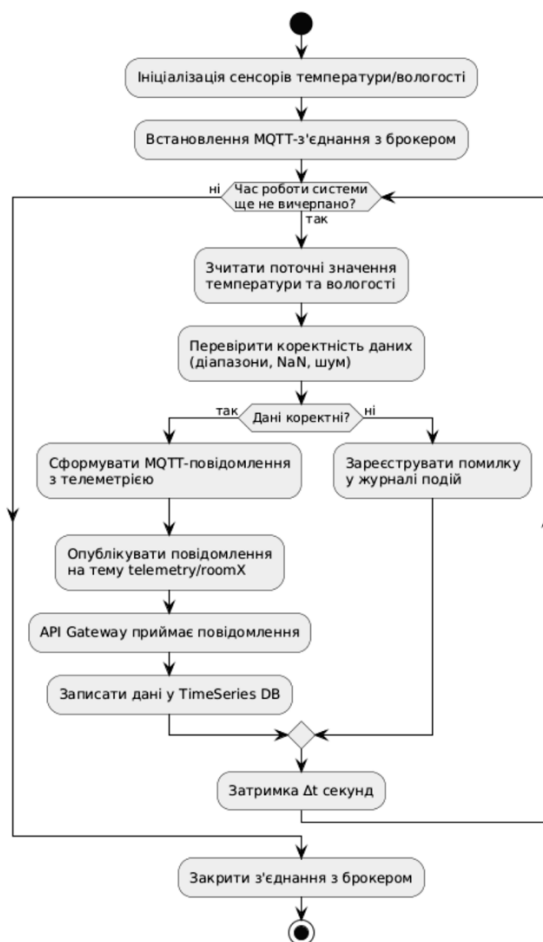 Ініціалізація сенсорів температури/вологості
Встановлення MQTT-з'єднання з брокером
ні
Час роботи системи
ще не вичерпано?
так
Зчитати поточні значення
температури та вологості
Перевірити коректність даних
(діапазони, NaN, шум)
так
Дані коректні?
ні
Сформувати MQTT-повідомлення
з телеметрією
Зареєструвати помилку
у журналі подій
Опублікувати повідомлення
на тему telemetry/roomX
API Gateway приймає повідомлення
Записати дані у TimeSeries DB
Затримка Δt секунд
Закрити з'єднання з брокером